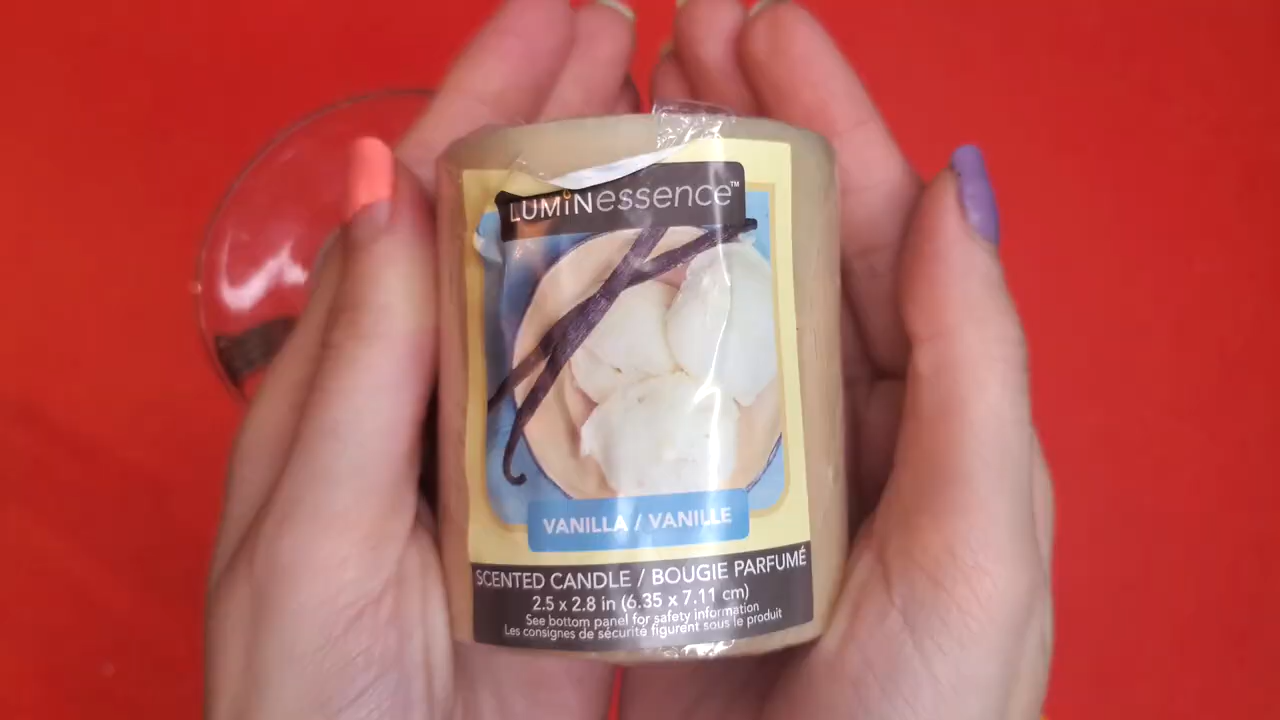 LUMINessence™
VANILLA / VANILLE
SCENTED CANDLE / BOUGIE PARFUMÉ
2.5 x 2.8 in (6.35 x 7.11 cm)
See bottom panel for safety information
Les consignes de sécurité figurent sous le produit